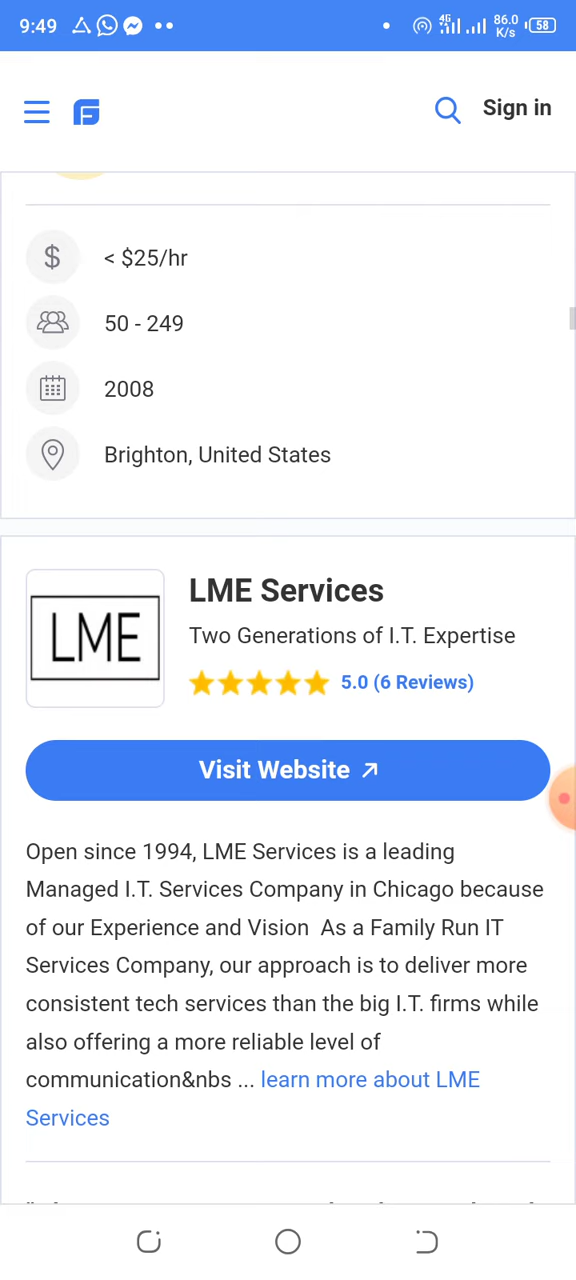 9:49
4G
86.0
K/s
58
Sign in
$
< $25/hr
50 - 249
2008
Brighton, United States
LME
LME Services
Two Generations of I.T. Expertise
5.0 (6 Reviews)
Visit Website
Open since 1994, LME Services is a leading
Managed I.T. Services Company in Chicago because
of our Experience and Vision  As a Family Run IT
Services Company, our approach is to deliver more
consistent tech services than the big I.T. firms while
also offering a more reliable level of
communication&nbs ... learn more about LME
Services